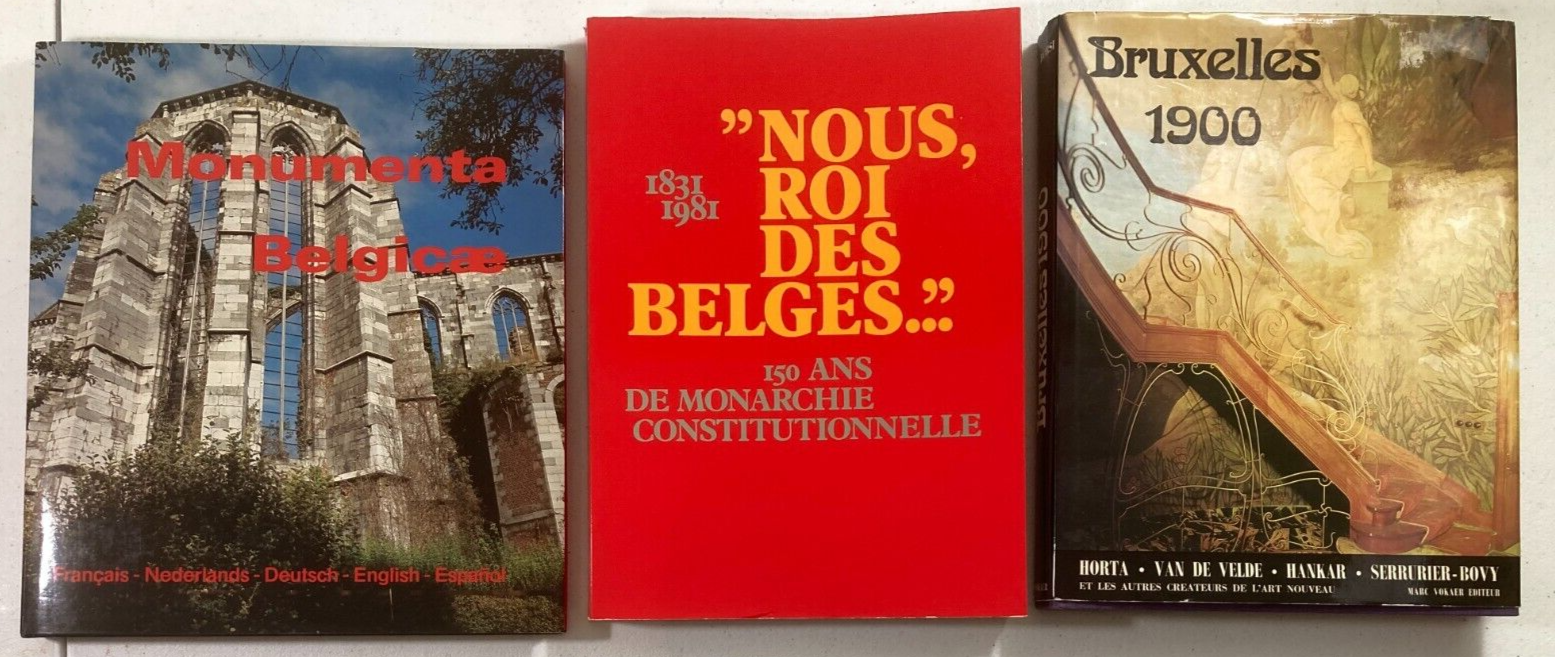 Monumenta
Belgicæ
Français - Nederlands - Deutsch - English - Español
”NOUS,
1831
1981
ROI
DES
BELGES...”
150 ANS
DE MONARCHIE
CONSTITUTIONNELLE
Bruxelles
1900
Bruxelles 1900
HORTA • VAN DE VELDE • HANKAR • SERRURIER-BOVY
ET LES AUTRES CREATEURS DE L'ART NOUVEAU
MARC VOKAER EDITEUR